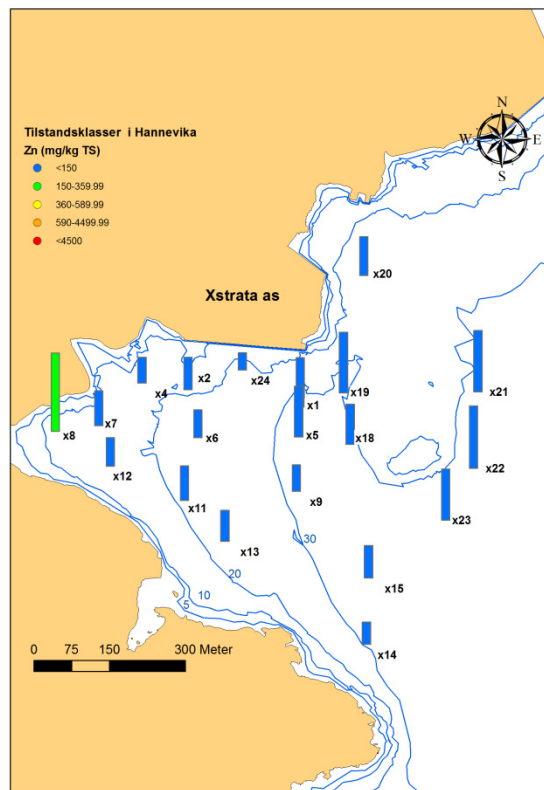 Tilstandsklasser i Hannevika
Zn (mg/kg TS)
<150
150-359.99
360-589.99
590-4499.99
<4500
N
W E
S
x20
Xstrata as
x4
x2
x24
x1
x19
x21
x8
x7
x6
x5
x18
x12
x22
x11
x9
x23
x13
30
20
x15
10
5
x14
0 75 150 300 Meter